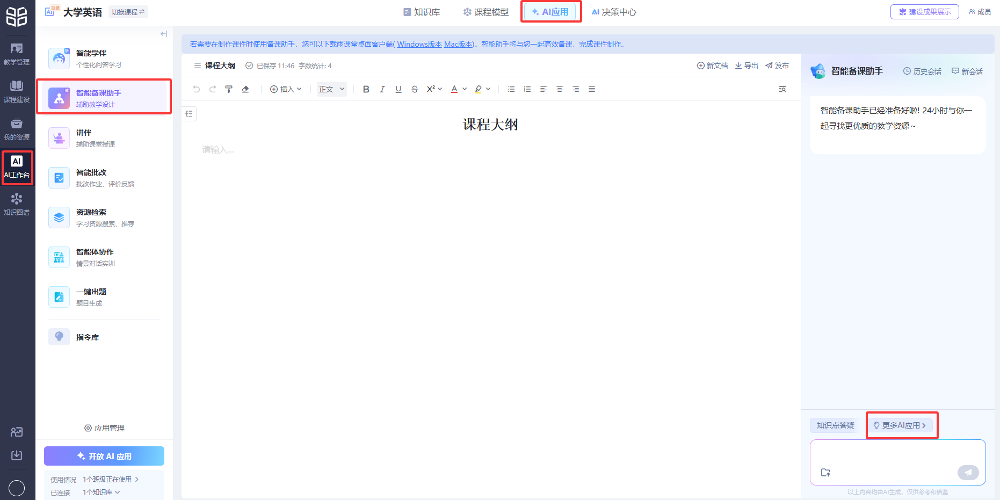 自建
AI 大学英语 切换课程
知识库 课程模型 AI应用 AI 决策中心
建设成果展示 成员
教学管理
课程建设
我的资源
AI
AI工作台
知识图谱
学
智能学伴
个性化问答学习
教
智能备课助手
辅助教学设计
讲伴
辅助课堂授课
智能批改
批改作业、评价反馈
资源检索
学习资源搜索、推荐
智能体协作
情景对话实训
一键出题
题目生成
指令库
应用管理
开放 AI 应用
使用情况 1个班级正在使用
已连接 1个知识库
若需要在制作课件时使用备课助手，您可以下载雨课堂桌面客户端( Windows版本 Mac版本)。智能助手将与您一起高效备课，完成课件制作。
课程大纲 已保存 11:46 字数统计: 4 新文档 导出 发布
插入 正文 B I U S X² A
课程大纲
请输入...
智能备课助手 历史会话 新会话
智能备课助手已经准备好啦! 24小时与你一
起寻找更优质的教学资源～
知识点答疑 更多AI应用
以上内容均由AI生成，仅供参考和借鉴